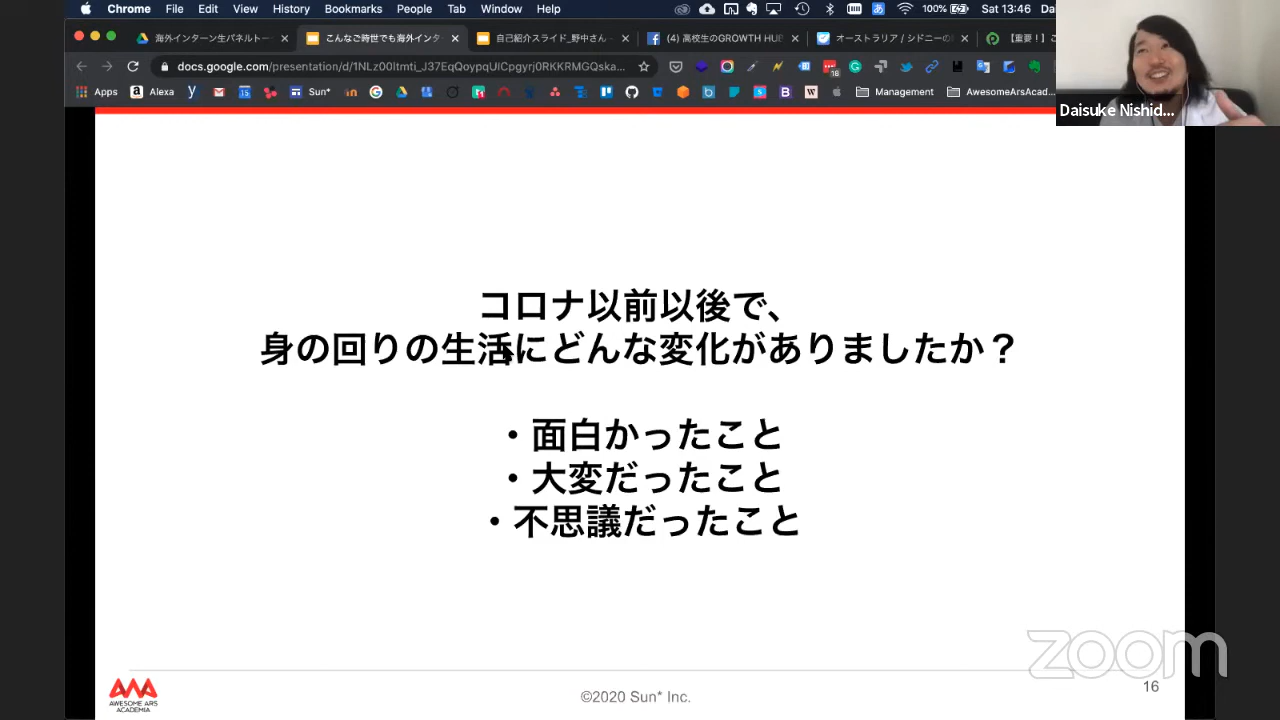 Chrome File Edit View History Bookmarks People Tab Window Help 100% Sat 13:46 Dai
海外インターン生パネルトー
こんなご時世でも海外インタ
自己紹介スライド_野中さん -
(4) 高校生のGROWTH HUB
オーストラリア / シドニーの
【重要！】こ
docs.google.com/presentation/d/1NLz00Itmti_J37EqQoypqUICpgyrj0RKKRMGQska...
Apps Alexa Sun* Management AwesomeArsAcad...
Daisuke Nishid...
コロナ以前以後で、
身の回りの生活にどんな変化がありましたか？
・面白かったこと
・大変だったこと
・不思議だったこと
zoom
AWESOME ARS
ACADEMIA
©2020 Sun* Inc.
16